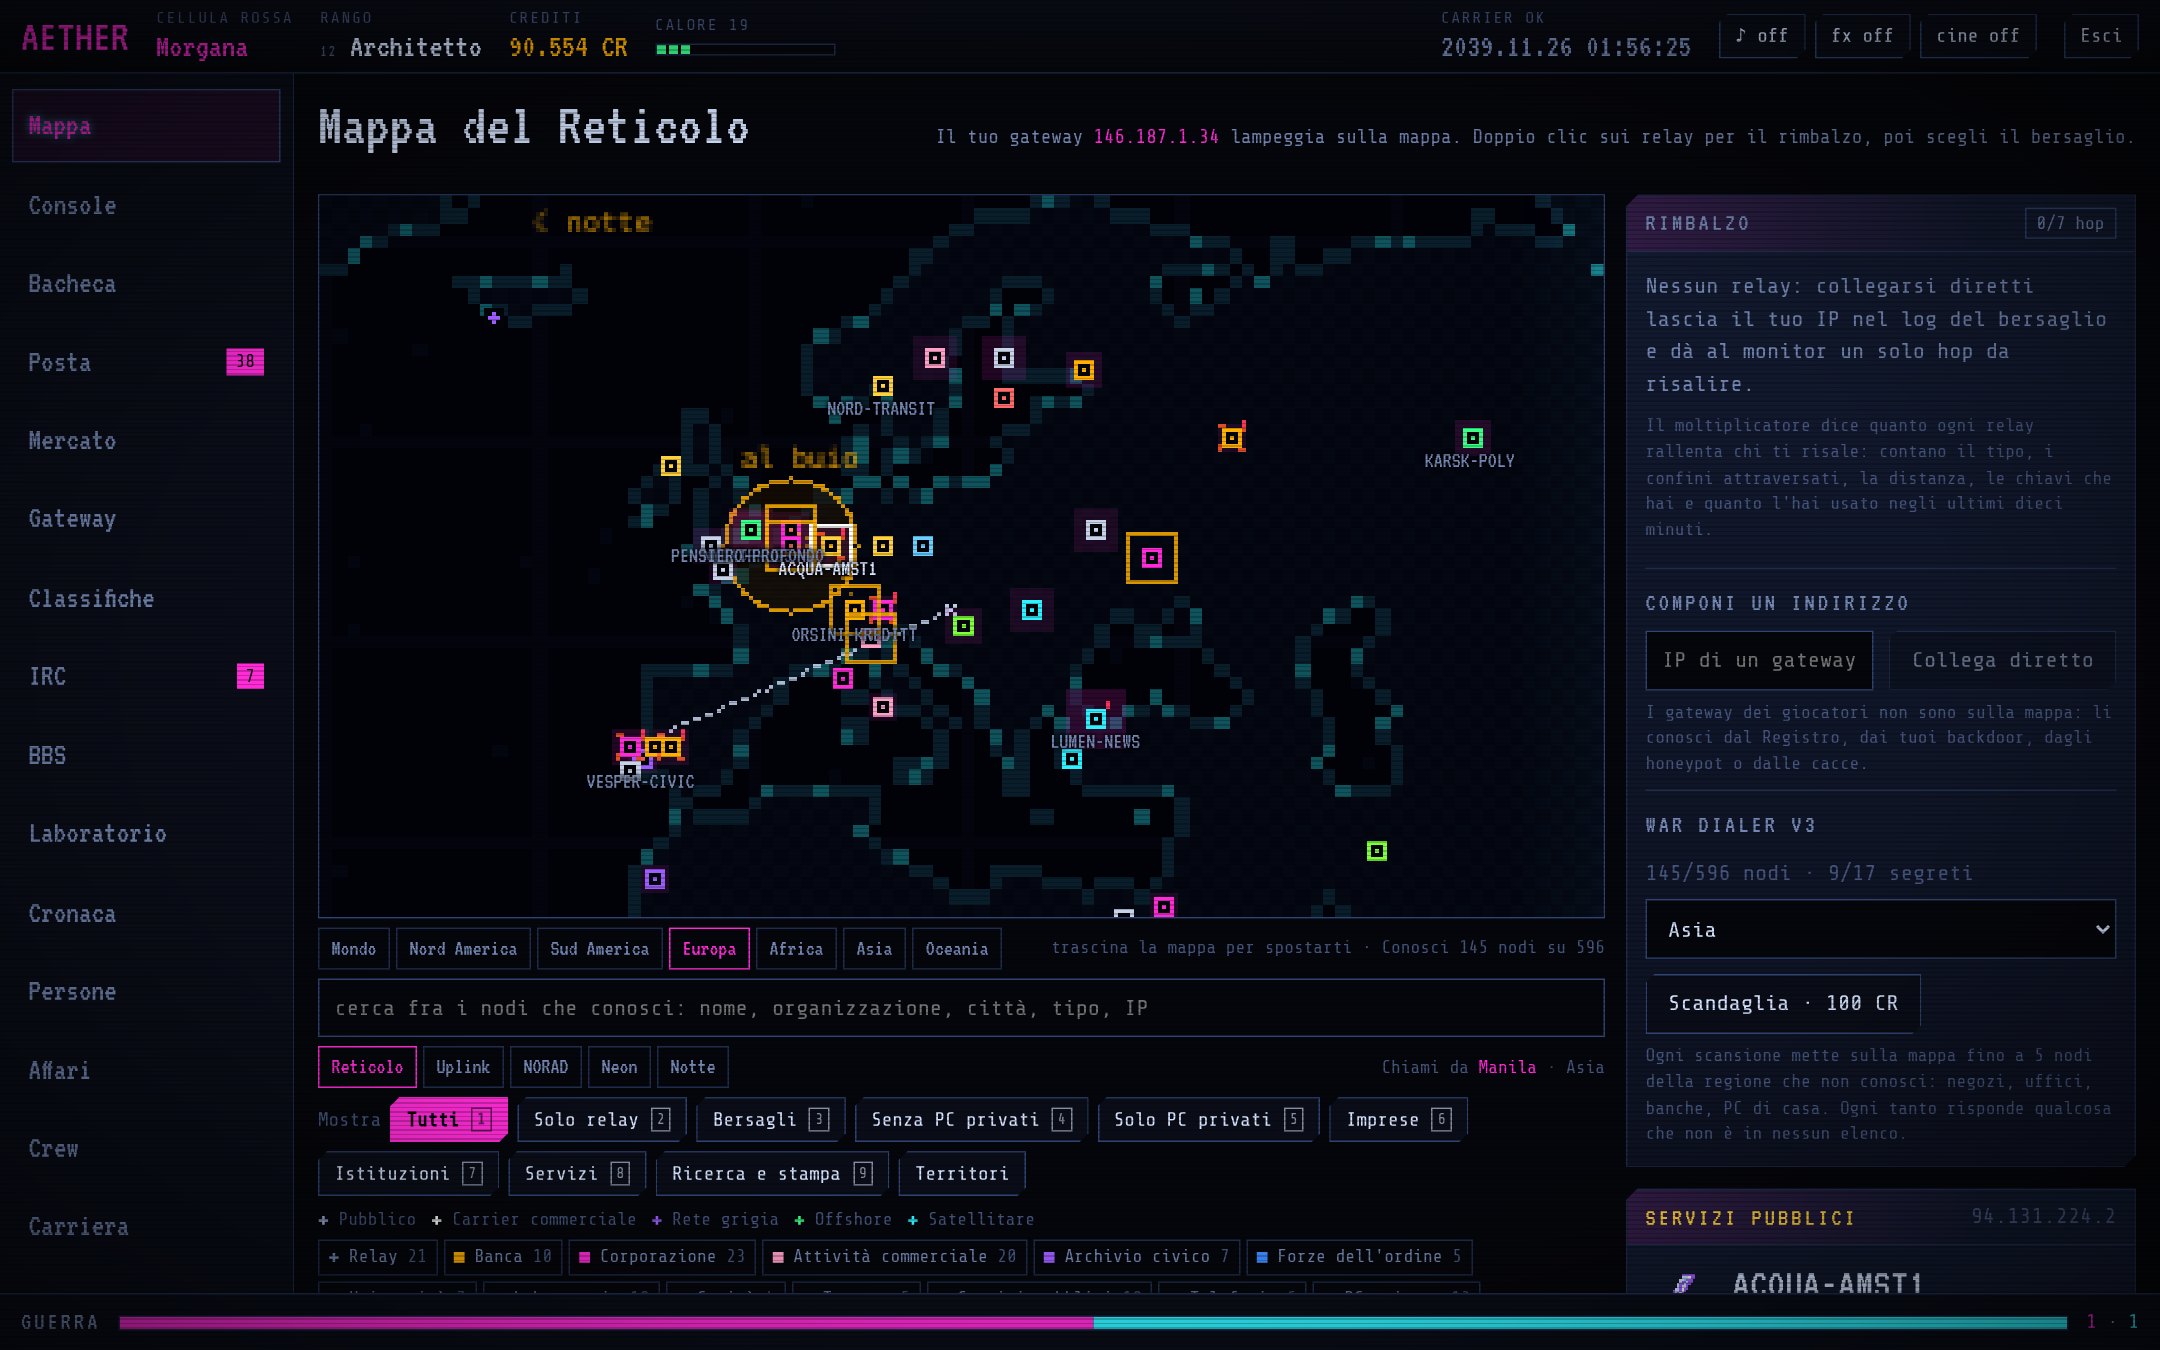 AETHER
CELLULA ROSSA
Morgana
RANGO
12 Architetto
CREDITI
90.554 CR
CALORE 19
CARRIER OK
2039.11.26 01:56:25
♪ off
fx off
cine off
Esci
Mappa
Console
Bacheca
Posta 38
Mercato
Gateway
Classifiche
IRC 7
BBS
Laboratorio
Cronaca
Persone
Affari
Crew
Carriera
Mappa del Reticolo
Il tuo gateway 146.187.1.34 lampeggia sulla mappa. Doppio clic sui relay per il rimbalzo, poi scegli il bersaglio.
☾ notte
NORD-TRANSIT
al buio
KARSK-POLY
PENSIERO-PROFONDO
ACQUA-AMST1
ORSINI-KREDITT
LUMEN-NEWS
VESPER-CIVIC
Mondo
Nord America
Sud America
Europa
Africa
Asia
Oceania
trascina la mappa per spostarti · Conosci 145 nodi su 596
cerca fra i nodi che conosci: nome, organizzazione, città, tipo, IP
Reticolo
Uplink
NORAD
Neon
Notte
Chiami da Manila · Asia
Mostra
Tutti 1
Solo relay 2
Bersagli 3
Senza PC privati 4
Solo PC privati 5
Imprese 6
Istituzioni 7
Servizi 8
Ricerca e stampa 9
Territori
Pubblico
Carrier commerciale
Rete grigia
Offshore
Satellitare
Relay 21
Banca 10
Corporazione 23
Attività commerciale 20
Archivio civico 7
Forze dell'ordine 5
RIMBALZO
0/7 hop
Nessun relay: collegarsi diretti
lascia il tuo IP nel log del bersaglio
e dà al monitor un solo hop da
risalire.
Il moltiplicatore dice quanto ogni relay
rallenta chi ti risale: contano il tipo, i
confini attraversati, la distanza, le chiavi che
hai e quanto l'hai usato negli ultimi dieci
minuti.
COMPONI UN INDIRIZZO
IP di un gateway
Collega diretto
I gateway dei giocatori non sono sulla mappa: li
conosci dal Registro, dai tuoi backdoor, dagli
honeypot o dalle cacce.
WAR DIALER V3
145/596 nodi · 9/17 segreti
Asia
Scandaglia · 100 CR
Ogni scansione mette sulla mappa fino a 5 nodi
della regione che non conosci: negozi, uffici,
banche, PC di casa. Ogni tanto risponde qualcosa
che non è in nessun elenco.
SERVIZI PUBBLICI
94.131.224.2
ACQUA-AMST1
GUERRA
1 · 1